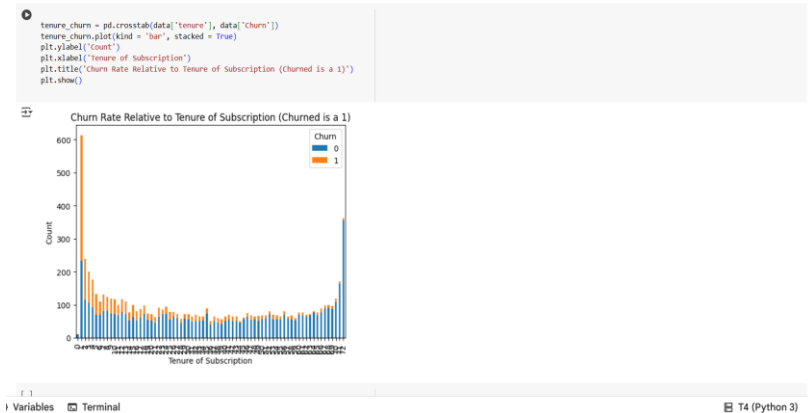 tenure_churn = pd.crosstab(data['tenure'], data['Churn'])
tenure_churn.plot(kind = 'bar', stacked = True)
plt.ylabel('Count')
plt.xlabel('Tenure of Subscription')
plt.title('Churn Rate Relative to Tenure of Subscription (Churned is a 1)')
plt.show()
Churn Rate Relative to Tenure of Subscription (Churned is a 1)
Churn
0
1
600
500
400
300
200
100
0
Count
Tenure of Subscription
[ ]
Variables Terminal T4 (Python 3)